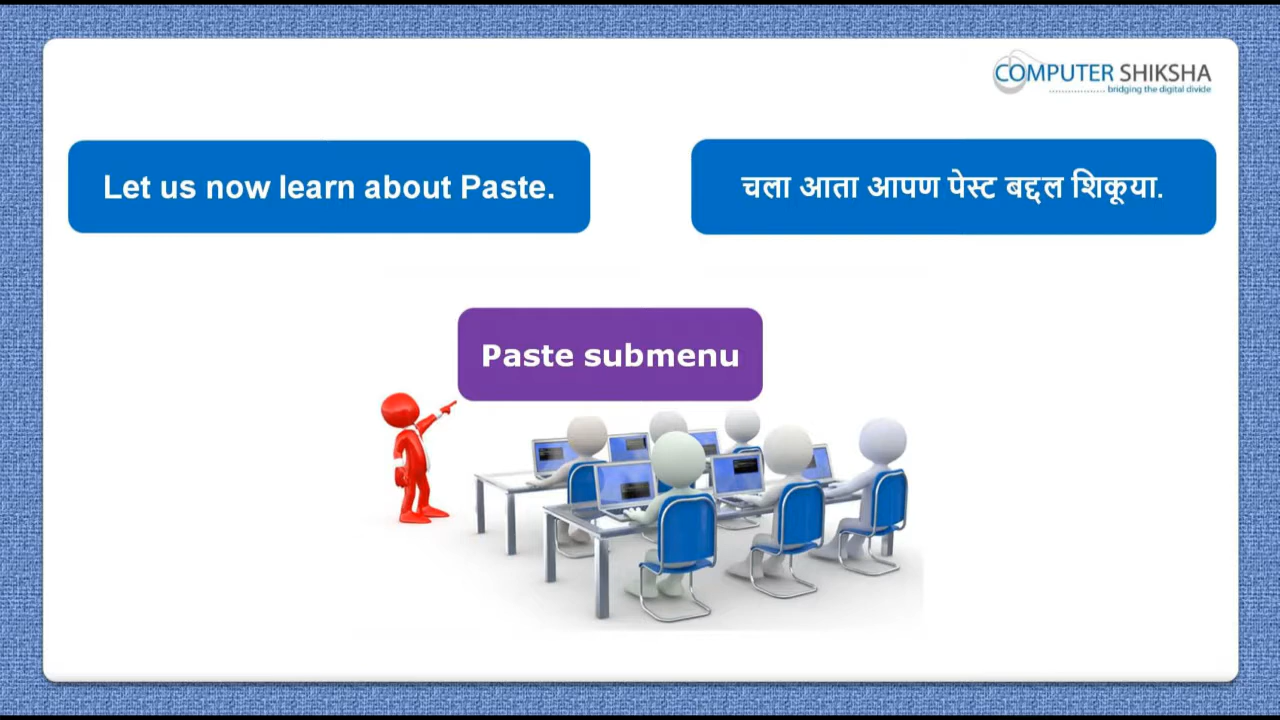 COMPUTER SHIKSHA
bridging the digital divide
Let us now learn about Paste.
चला आता आपण पेस्ट बद्दल शिकूया.
Paste submenu